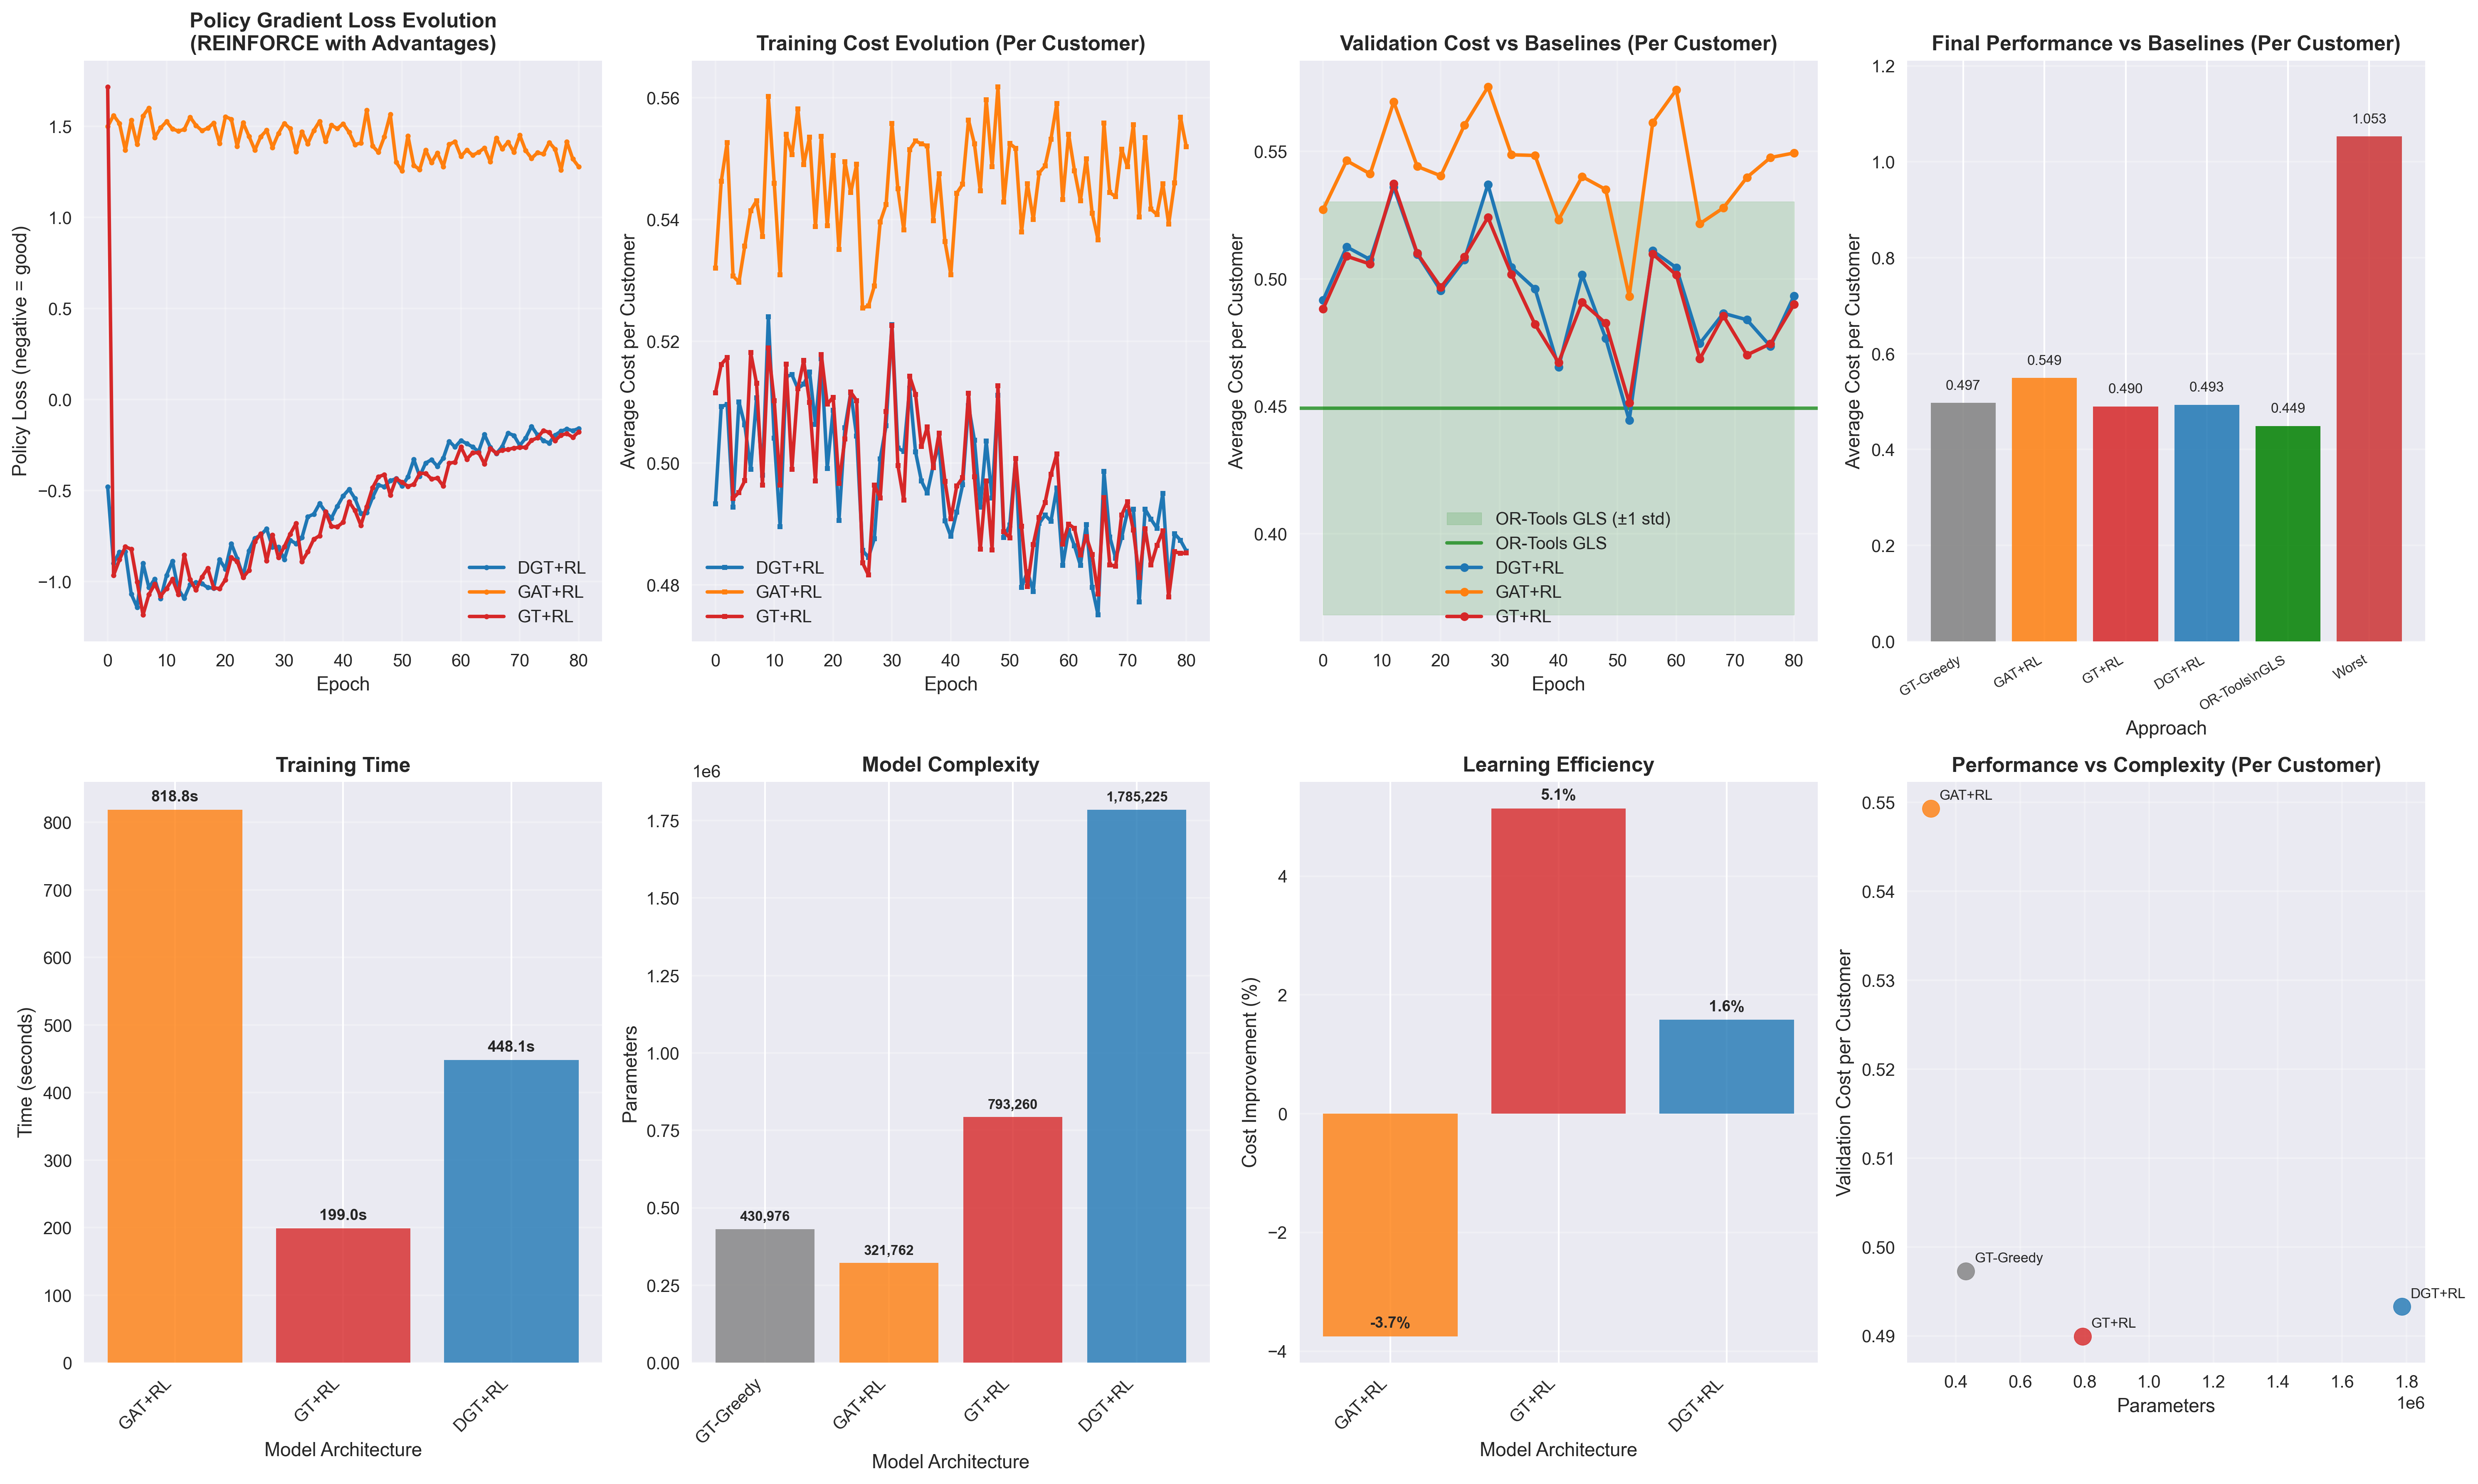 Policy Gradient Loss Evolution
(REINFORCE with Advantages)
Policy Loss (negative = good)
1.5
1.0
0.5
0.0
−0.5
−1.0
DGT+RL
GAT+RL
GT+RL
0 10 20 30 40 50 60 70 80
Epoch
Training Cost Evolution (Per Customer)
Average Cost per Customer
0.56
0.54
0.52
0.50
0.48
DGT+RL
GAT+RL
GT+RL
0 10 20 30 40 50 60 70 80
Epoch
Validation Cost vs Baselines (Per Customer)
Average Cost per Customer
0.55
0.50
0.45
0.40
OR-Tools GLS (±1 std)
OR-Tools GLS
DGT+RL
GAT+RL
GT+RL
0 10 20 30 40 50 60 70 80
Epoch
Final Performance vs Baselines (Per Customer)
Average Cost per Customer
1.2
1.0
0.8
0.6
0.4
0.2
0.0
0.497
0.549
0.490
0.493
0.449
1.053
GT-Greedy
GAT+RL
GT+RL
DGT+RL
OR-Tools\nGLS
Worst
Approach
Training Time
Time (seconds)
800
700
600
500
400
300
200
100
0
818.8s
199.0s
448.1s
GAT+RL
GT+RL
DGT+RL
Model Architecture
Model Complexity
1e6
Parameters
1.75
1.50
1.25
1.00
0.75
0.50
0.25
0.00
430,976
321,762
793,260
1,785,225
GT-Greedy
GAT+RL
GT+RL
DGT+RL
Model Architecture
Learning Efficiency
Cost Improvement (%)
4
2
0
−2
−4
-3.7%
5.1%
1.6%
GAT+RL
GT+RL
DGT+RL
Model Architecture
Performance vs Complexity (Per Customer)
Validation Cost per Customer
0.55
0.54
0.53
0.52
0.51
0.50
0.49
GAT+RL
GT-Greedy
DGT+RL
GT+RL
0.4 0.6 0.8 1.0 1.2 1.4 1.6 1.8
Parameters
1e6